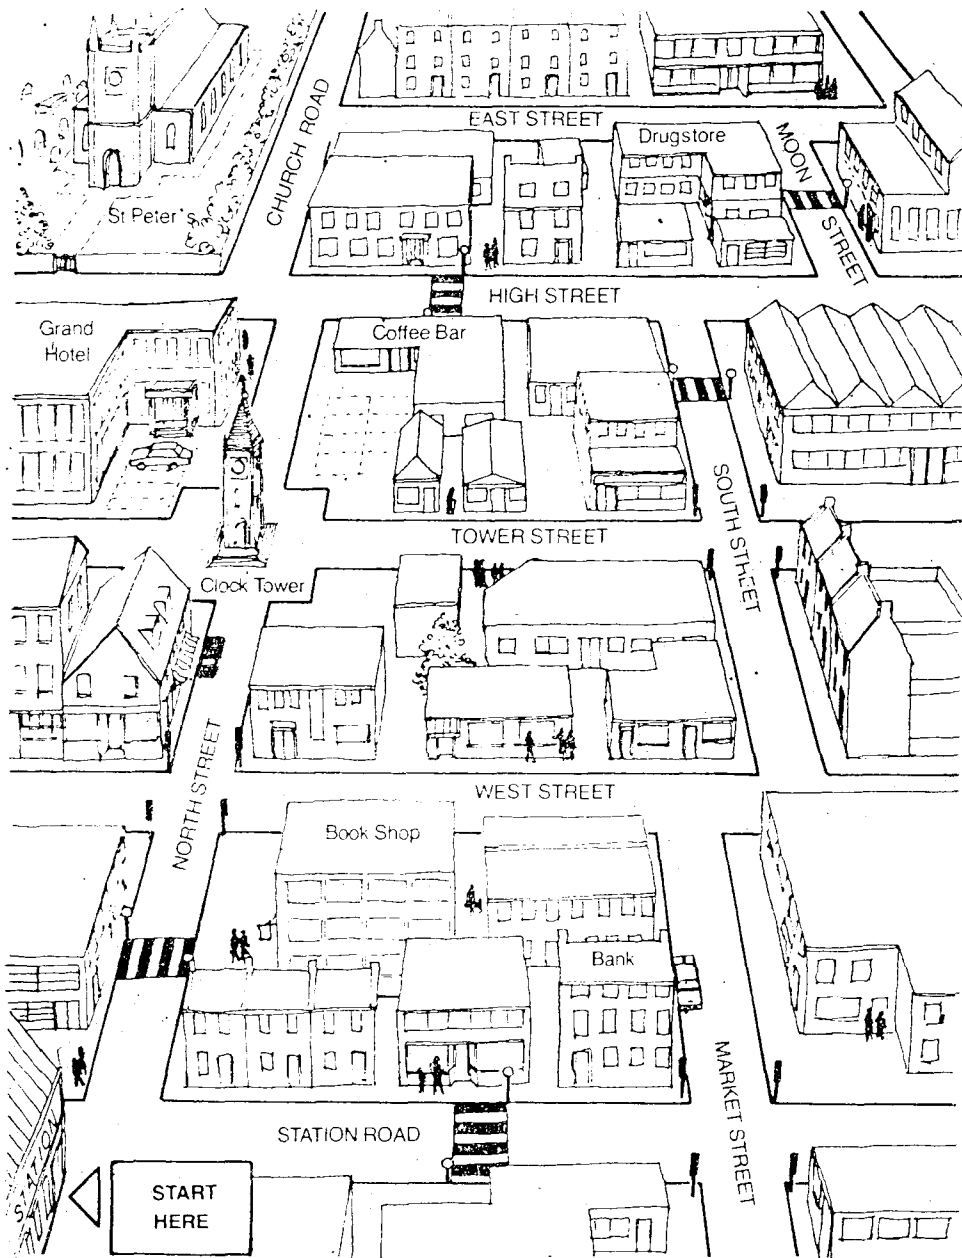 EAST STREET
Drugstore
MOON STREET
CHURCH ROAD
St Peter's
HIGH STREET
Grand
Hotel
Coffee Bar
SOUTH STREET
TOWER STREET
Clock Tower
WEST STREET
NORTH STREET
Book Shop
Bank
MARKET STREET
STATION ROAD
STATION
START
HERE